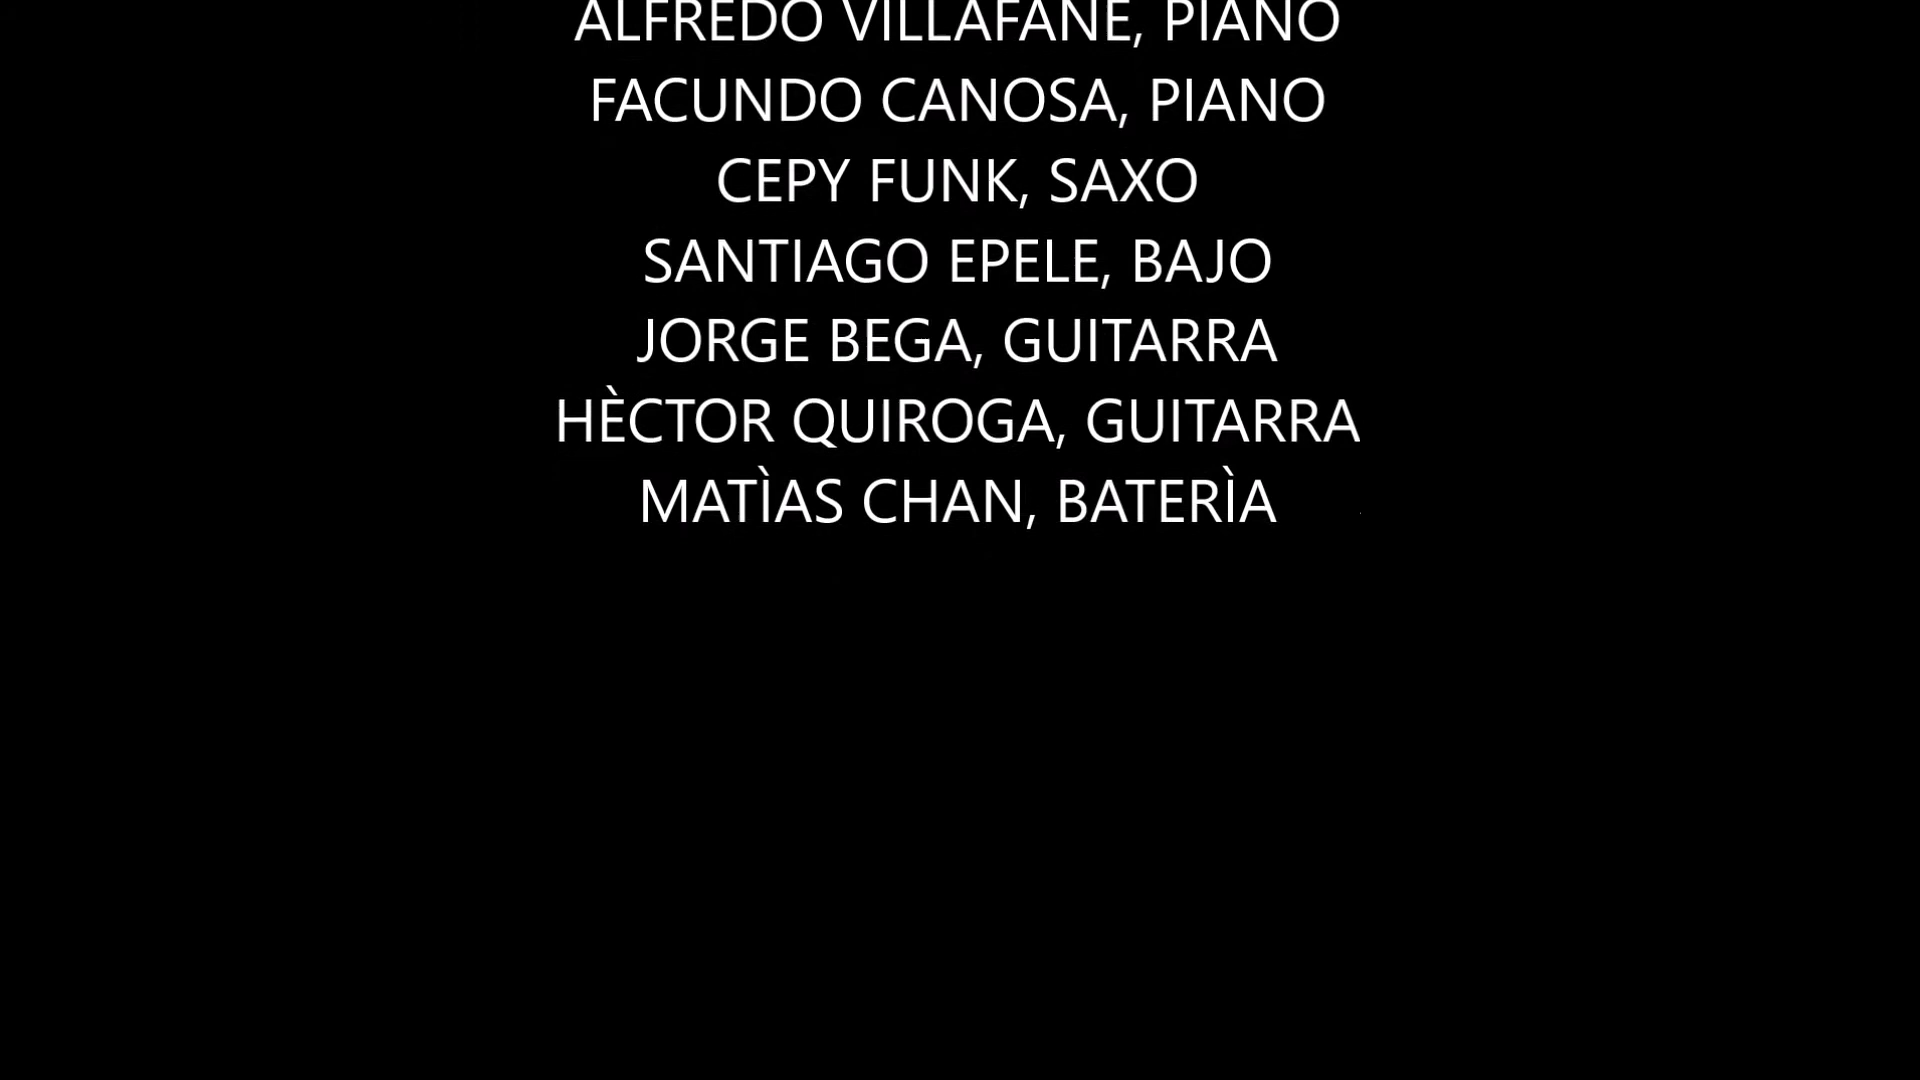 ALFREDO VILLAFANE, PIANO
FACUNDO CANOSA, PIANO
CEPY FUNK, SAXO
SANTIAGO EPELE, BAJO
JORGE BEGA, GUITARRA
HÈCTOR QUIROGA, GUITARRA
MATÌAS CHAN, BATERÌA